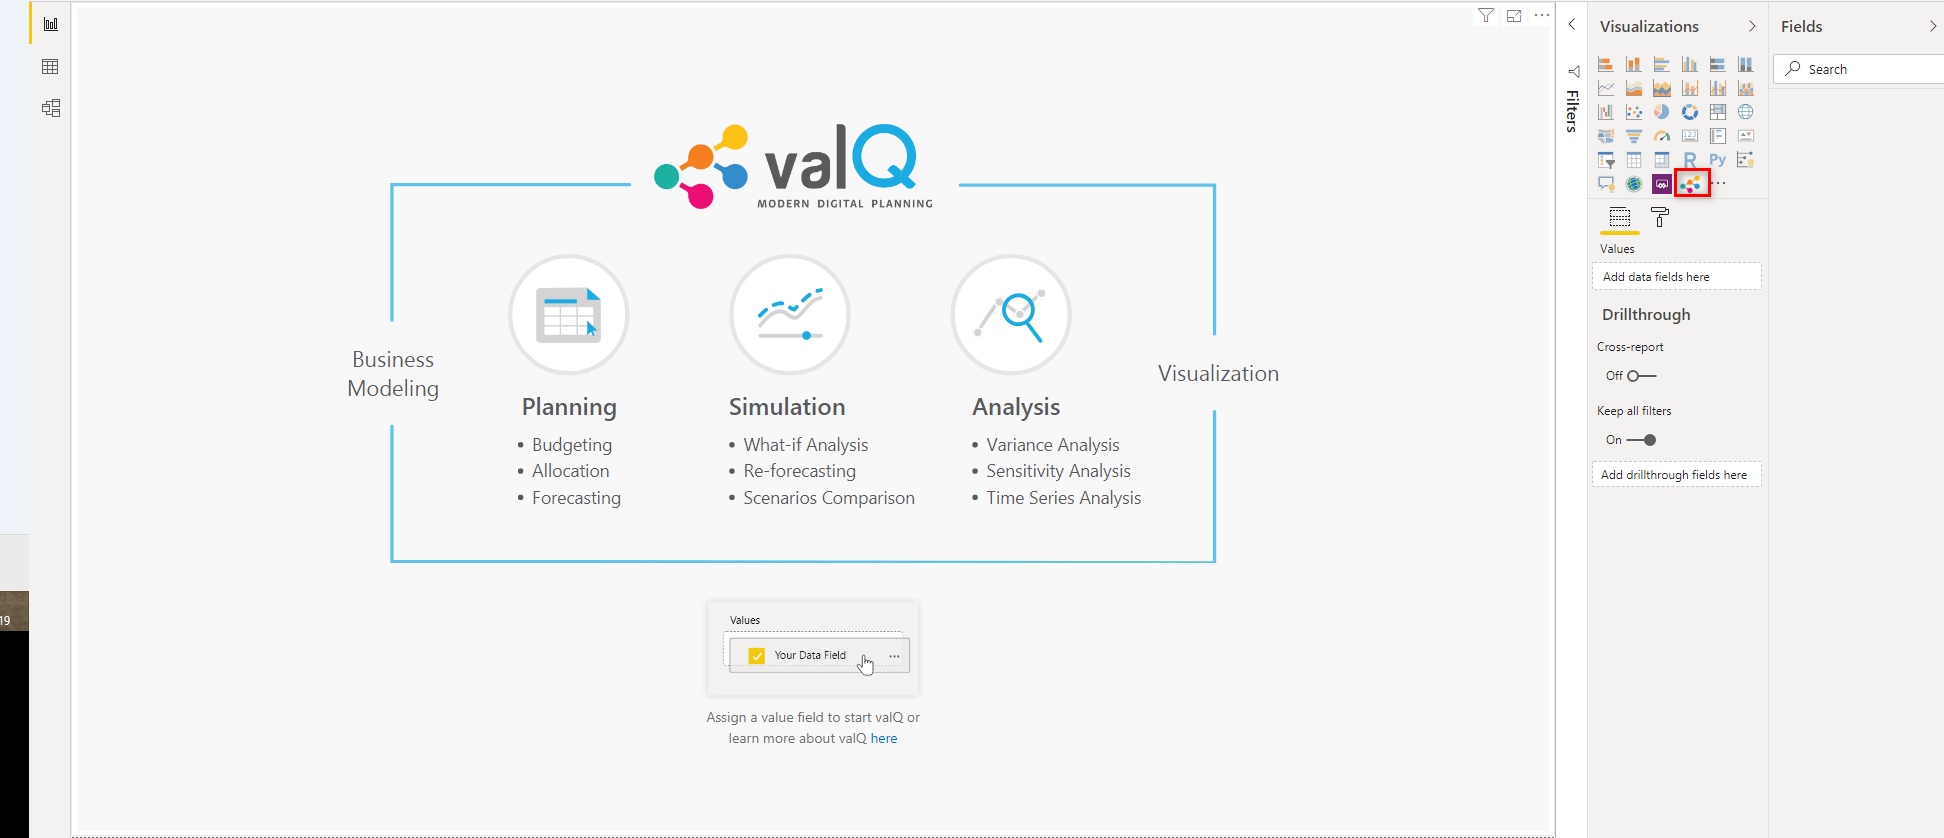 valQ
MODERN DIGITAL PLANNING
Business
Modeling
Visualization
Planning
• Budgeting
• Allocation
• Forecasting
Simulation
• What-if Analysis
• Re-forecasting
• Scenarios Comparison
Analysis
• Variance Analysis
• Sensitivity Analysis
• Time Series Analysis
Values
Your Data Field
...
Assign a value field to start valQ or
learn more about valQ here
19
Filters
Visualizations
123
R
Py
...
Values
Add data fields here
Drillthrough
Cross-report
Off
Keep all filters
On
Add drillthrough fields here
Fields
Search